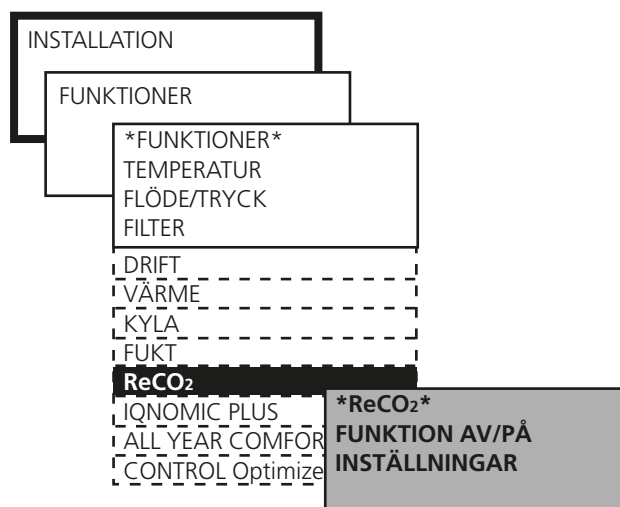 INSTALLATION
FUNKTIONER
*FUNKTIONER*
TEMPERATUR
FLÖDE/TRYCK
FILTER
DRIFT
VÄRME
KYLA
FUKT
ReCO₂
IQNOMIC PLUS
ALL YEAR COMFOR
CONTROL Optimize
*ReCO₂*
FUNKTION AV/PÅ
INSTÄLLNINGAR